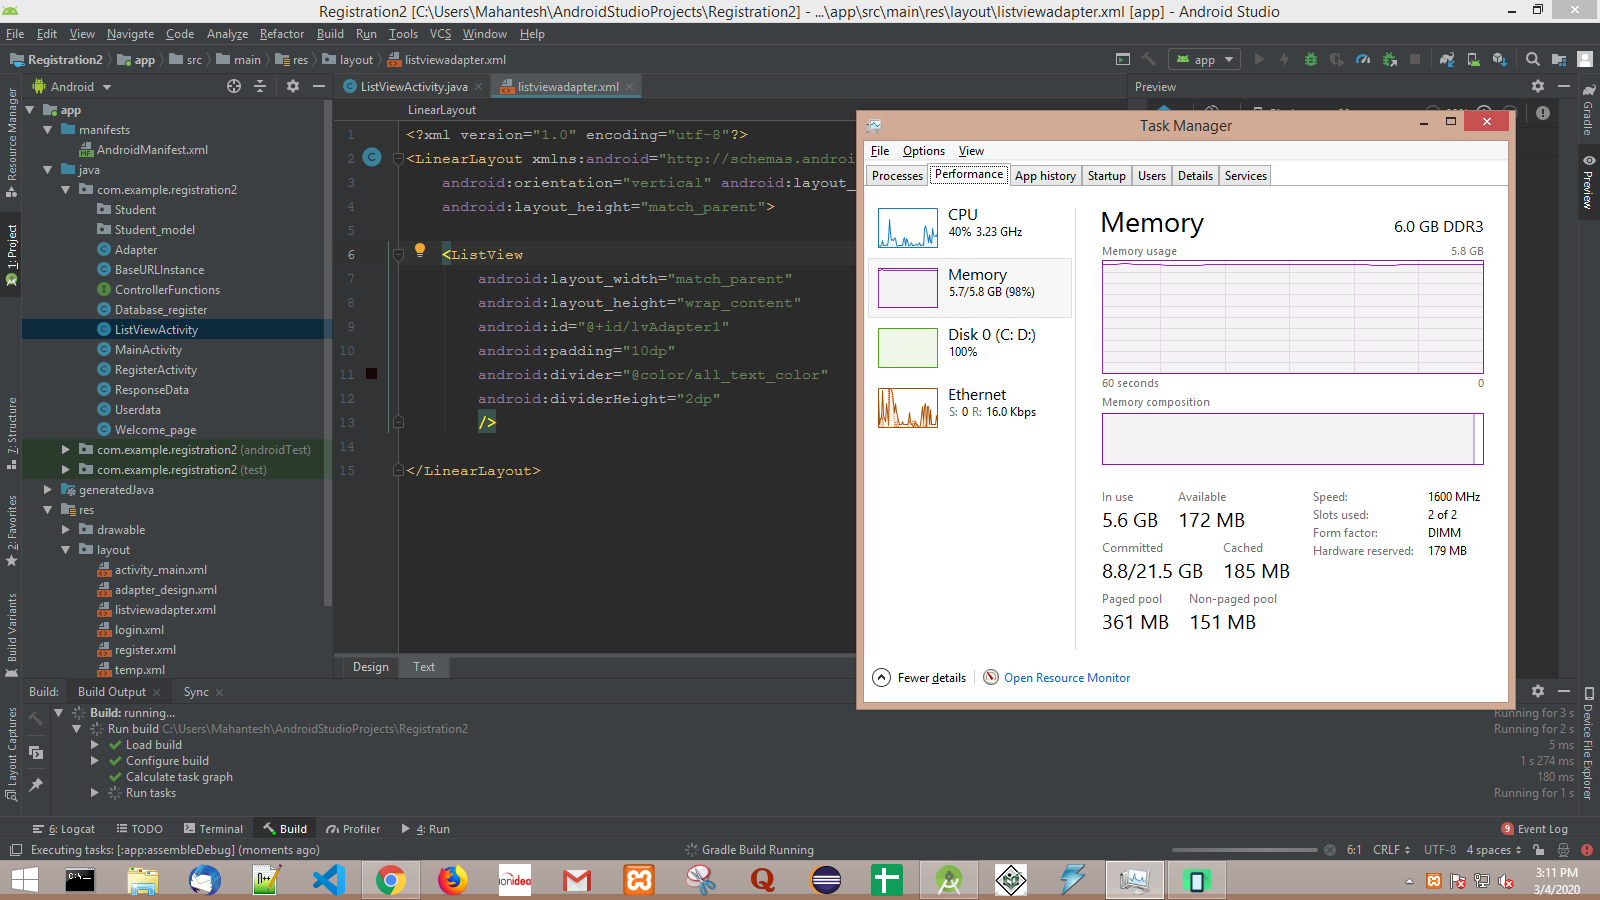 Registration2 [C:\Users\Mahantesh\AndroidStudioProjects\Registration2] - ...\app\src\main\res\layout\listviewadapter.xml [app] - Android Studio
File Edit View Navigate Code Analyze Refactor Build Run Tools VCS Window Help
Registration2 app src main res layout listviewadapter.xml
app
Android
ListViewActivity.java
listviewadapter.xml
Preview
LinearLayout
Resource Manager
1: Project
7: Structure
2: Favorites
Build Variants
Layout Captures
app
manifests
AndroidManifest.xml
java
com.example.registration2
Student
Student_model
Adapter
BaseURLInstance
ControllerFunctions
Database_register
ListViewActivity
MainActivity
RegisterActivity
ResponseData
Userdata
Welcome_page
com.example.registration2 (androidTest)
com.example.registration2 (test)
generatedJava
res
drawable
layout
activity_main.xml
adapter_design.xml
listviewadapter.xml
login.xml
register.xml
temp.xml
1 <?xml version="1.0" encoding="utf-8"?>
2 <LinearLayout xmlns:android="http://schemas.androi
3 android:orientation="vertical" android:layout_
4 android:layout_height="match_parent">
5
6 <ListView
7 android:layout_width="match_parent"
8 android:layout_height="wrap_content"
9 android:id="@+id/lvAdapter1"
10 android:padding="10dp"
11 android:divider="@color/all_text_color"
12 android:dividerHeight="2dp"
13 />
14
15 </LinearLayout>
Design Text
Task Manager
File Options View
Processes Performance App history Startup Users Details Services
CPU
40% 3.23 GHz
Memory
5.7/5.8 GB (98%)
Disk 0 (C: D:)
100%
Ethernet
S: 0 R: 16.0 Kbps
Memory 6.0 GB DDR3
Memory usage 5.8 GB
60 seconds 0
Memory composition
In use Available
5.6 GB 172 MB
Committed Cached
8.8/21.5 GB 185 MB
Paged pool Non-paged pool
361 MB 151 MB
Speed: 1600 MHz
Slots used: 2 of 2
Form factor: DIMM
Hardware reserved: 179 MB
Fewer details Open Resource Monitor
Gradle
Preview
Device File Explorer
Build: Build Output Sync
Build: running... Running for 3 s
Run build C:\Users\Mahantesh\AndroidStudioProjects\Registration2 Running for 2 s
Load build 5 ms
Configure build 1 s 274 ms
Calculate task graph 180 ms
Run tasks Running for 1 s
6: Logcat TODO Terminal Build Profiler 4: Run 9 Event Log
Executing tasks: [:app:assembleDebug] (moments ago) Gradle Build Running 6:1 CRLF UTF-8 4 spaces
ionidea
3:11 PM
3/4/2020